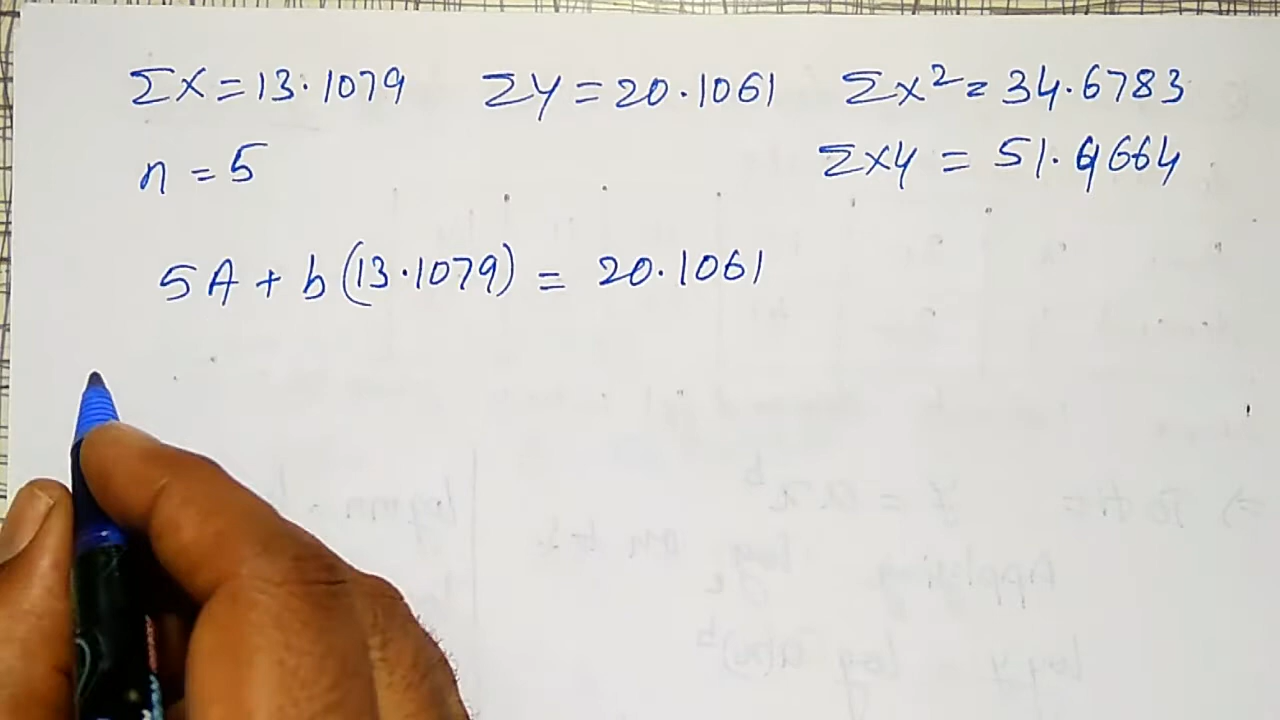 Σx = 13.1079 Σy = 20.1061 Σx² = 34.6783
n = 5 Σxy = 51.9664
5A + b(13.1079) = 20.1061